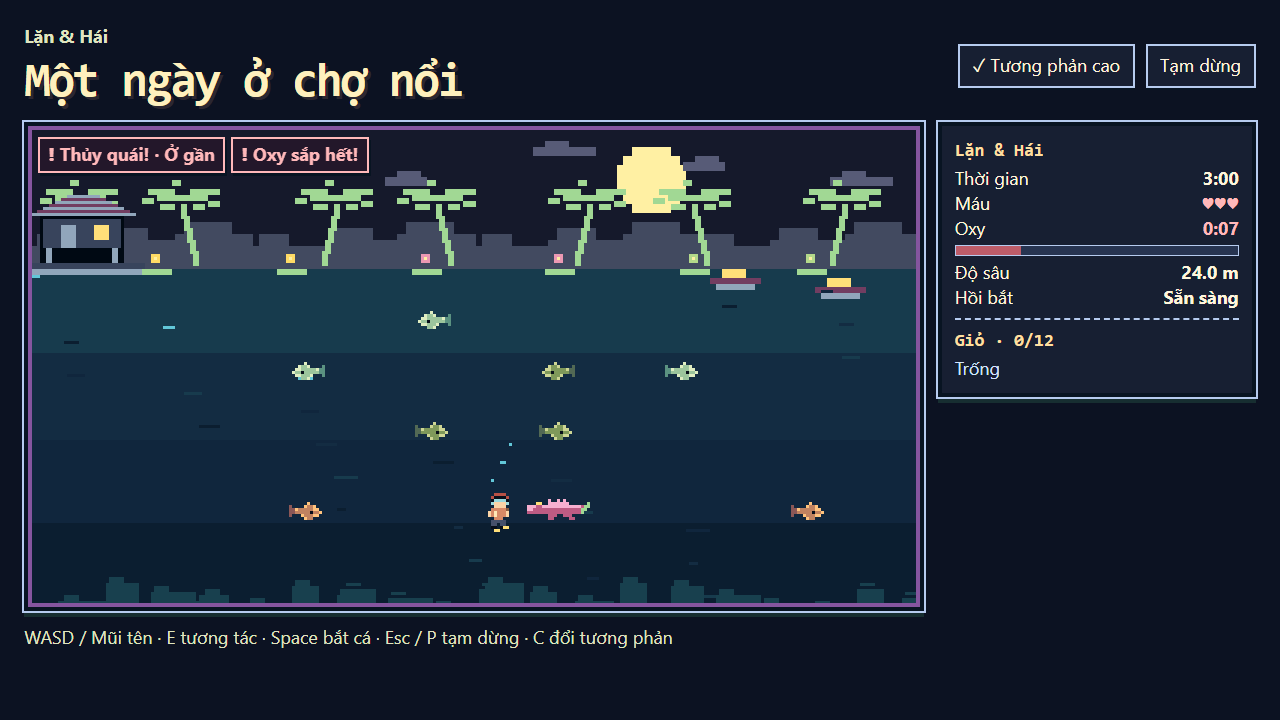 Lặn & Hái
Một ngày ở chợ nổi
✓ Tương phản cao
Tạm dừng
! Thủy quái! · Ở gần
! Oxy sắp hết!
Lặn & Hái
Thời gian 3:00
Máu ♥♥♥
Oxy 0:07
Độ sâu 24.0 m
Hồi bắt Sẵn sàng
Giỏ · 0/12
Trống
WASD / Mũi tên · E tương tác · Space bắt cá · Esc / P tạm dừng · C đổi tương phản